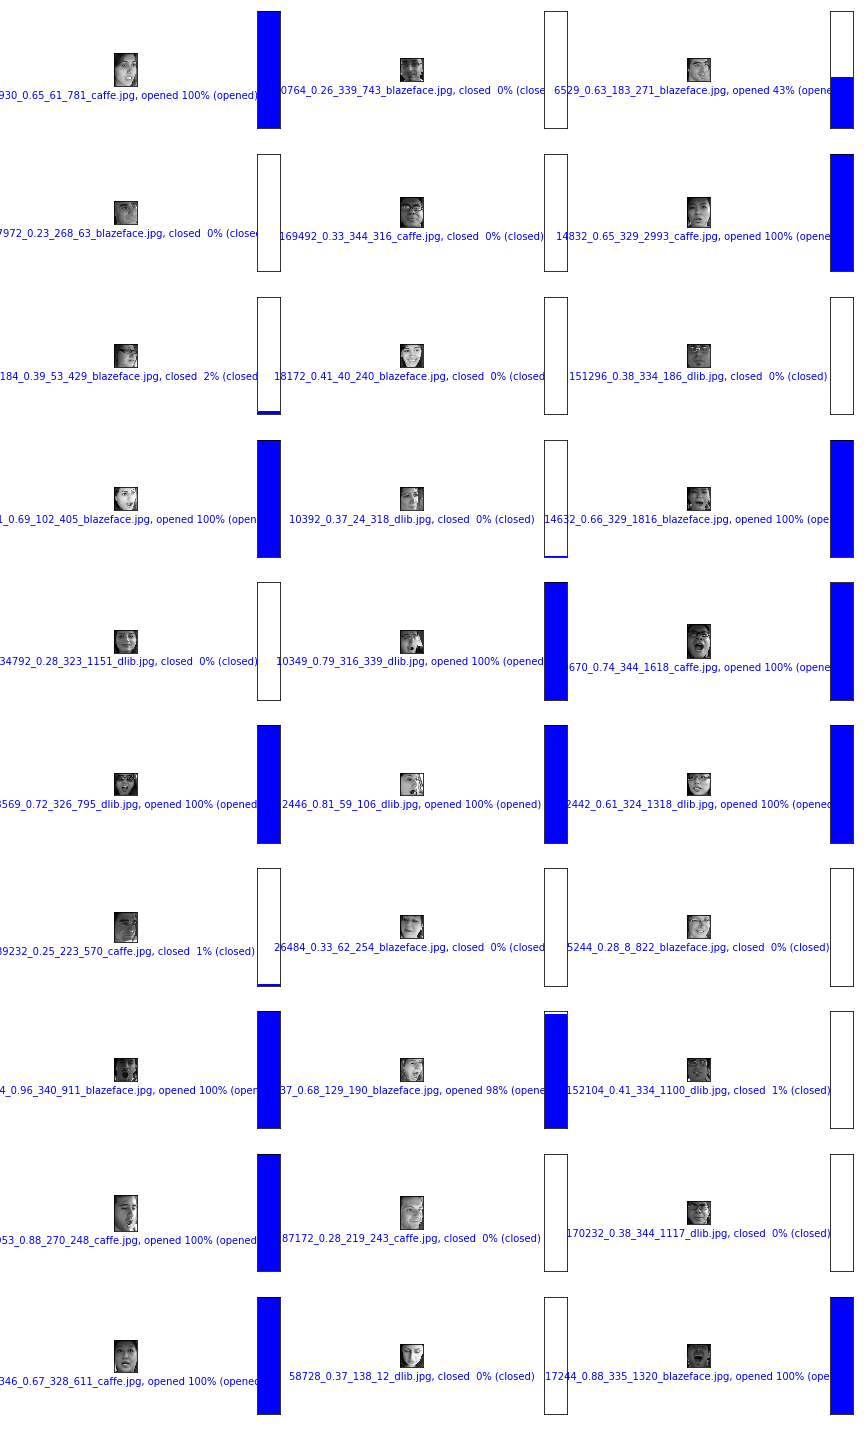 930_0.65_61_781_caffe.jpg, opened 100% (opened)
0764_0.26_339_743_blazeface.jpg, closed 0% (close
6529_0.63_183_271_blazeface.jpg, opened 43% (opene
7972_0.23_268_63_blazeface.jpg, closed 0% (close
169492_0.33_344_316_caffe.jpg, closed 0% (closed)
14832_0.65_329_2993_caffe.jpg, opened 100% (opene
184_0.39_53_429_blazeface.jpg, closed 2% (closed
18172_0.41_40_240_blazeface.jpg, closed 0% (closed
151296_0.38_334_186_dlib.jpg, closed 0% (closed)
1_0.69_102_405_blazeface.jpg, opened 100% (open
10392_0.37_24_318_dlib.jpg, closed 0% (closed)
14632_0.66_329_1816_blazeface.jpg, opened 100% (ope
34792_0.28_323_1151_dlib.jpg, closed 0% (closed)
10349_0.79_316_339_dlib.jpg, opened 100% (opened
670_0.74_344_1618_caffe.jpg, opened 100% (opene
3569_0.72_326_795_dlib.jpg, opened 100% (opened
2446_0.81_59_106_dlib.jpg, opened 100% (opened)
2442_0.61_324_1318_dlib.jpg, opened 100% (opened
39232_0.25_223_570_caffe.jpg, closed 1% (closed)
26484_0.33_62_254_blazeface.jpg, closed 0% (closed
5244_0.28_8_822_blazeface.jpg, closed 0% (closed)
4_0.96_340_911_blazeface.jpg, opened 100% (open
37_0.68_129_190_blazeface.jpg, opened 98% (opene
152104_0.41_334_1100_dlib.jpg, closed 1% (closed)
953_0.88_270_248_caffe.jpg, opened 100% (opened
87172_0.28_219_243_caffe.jpg, closed 0% (closed)
170232_0.38_344_1117_dlib.jpg, closed 0% (closed)
346_0.67_328_611_caffe.jpg, opened 100% (opened
58728_0.37_138_12_dlib.jpg, closed 0% (closed)
17244_0.88_335_1320_blazeface.jpg, opened 100% (ope